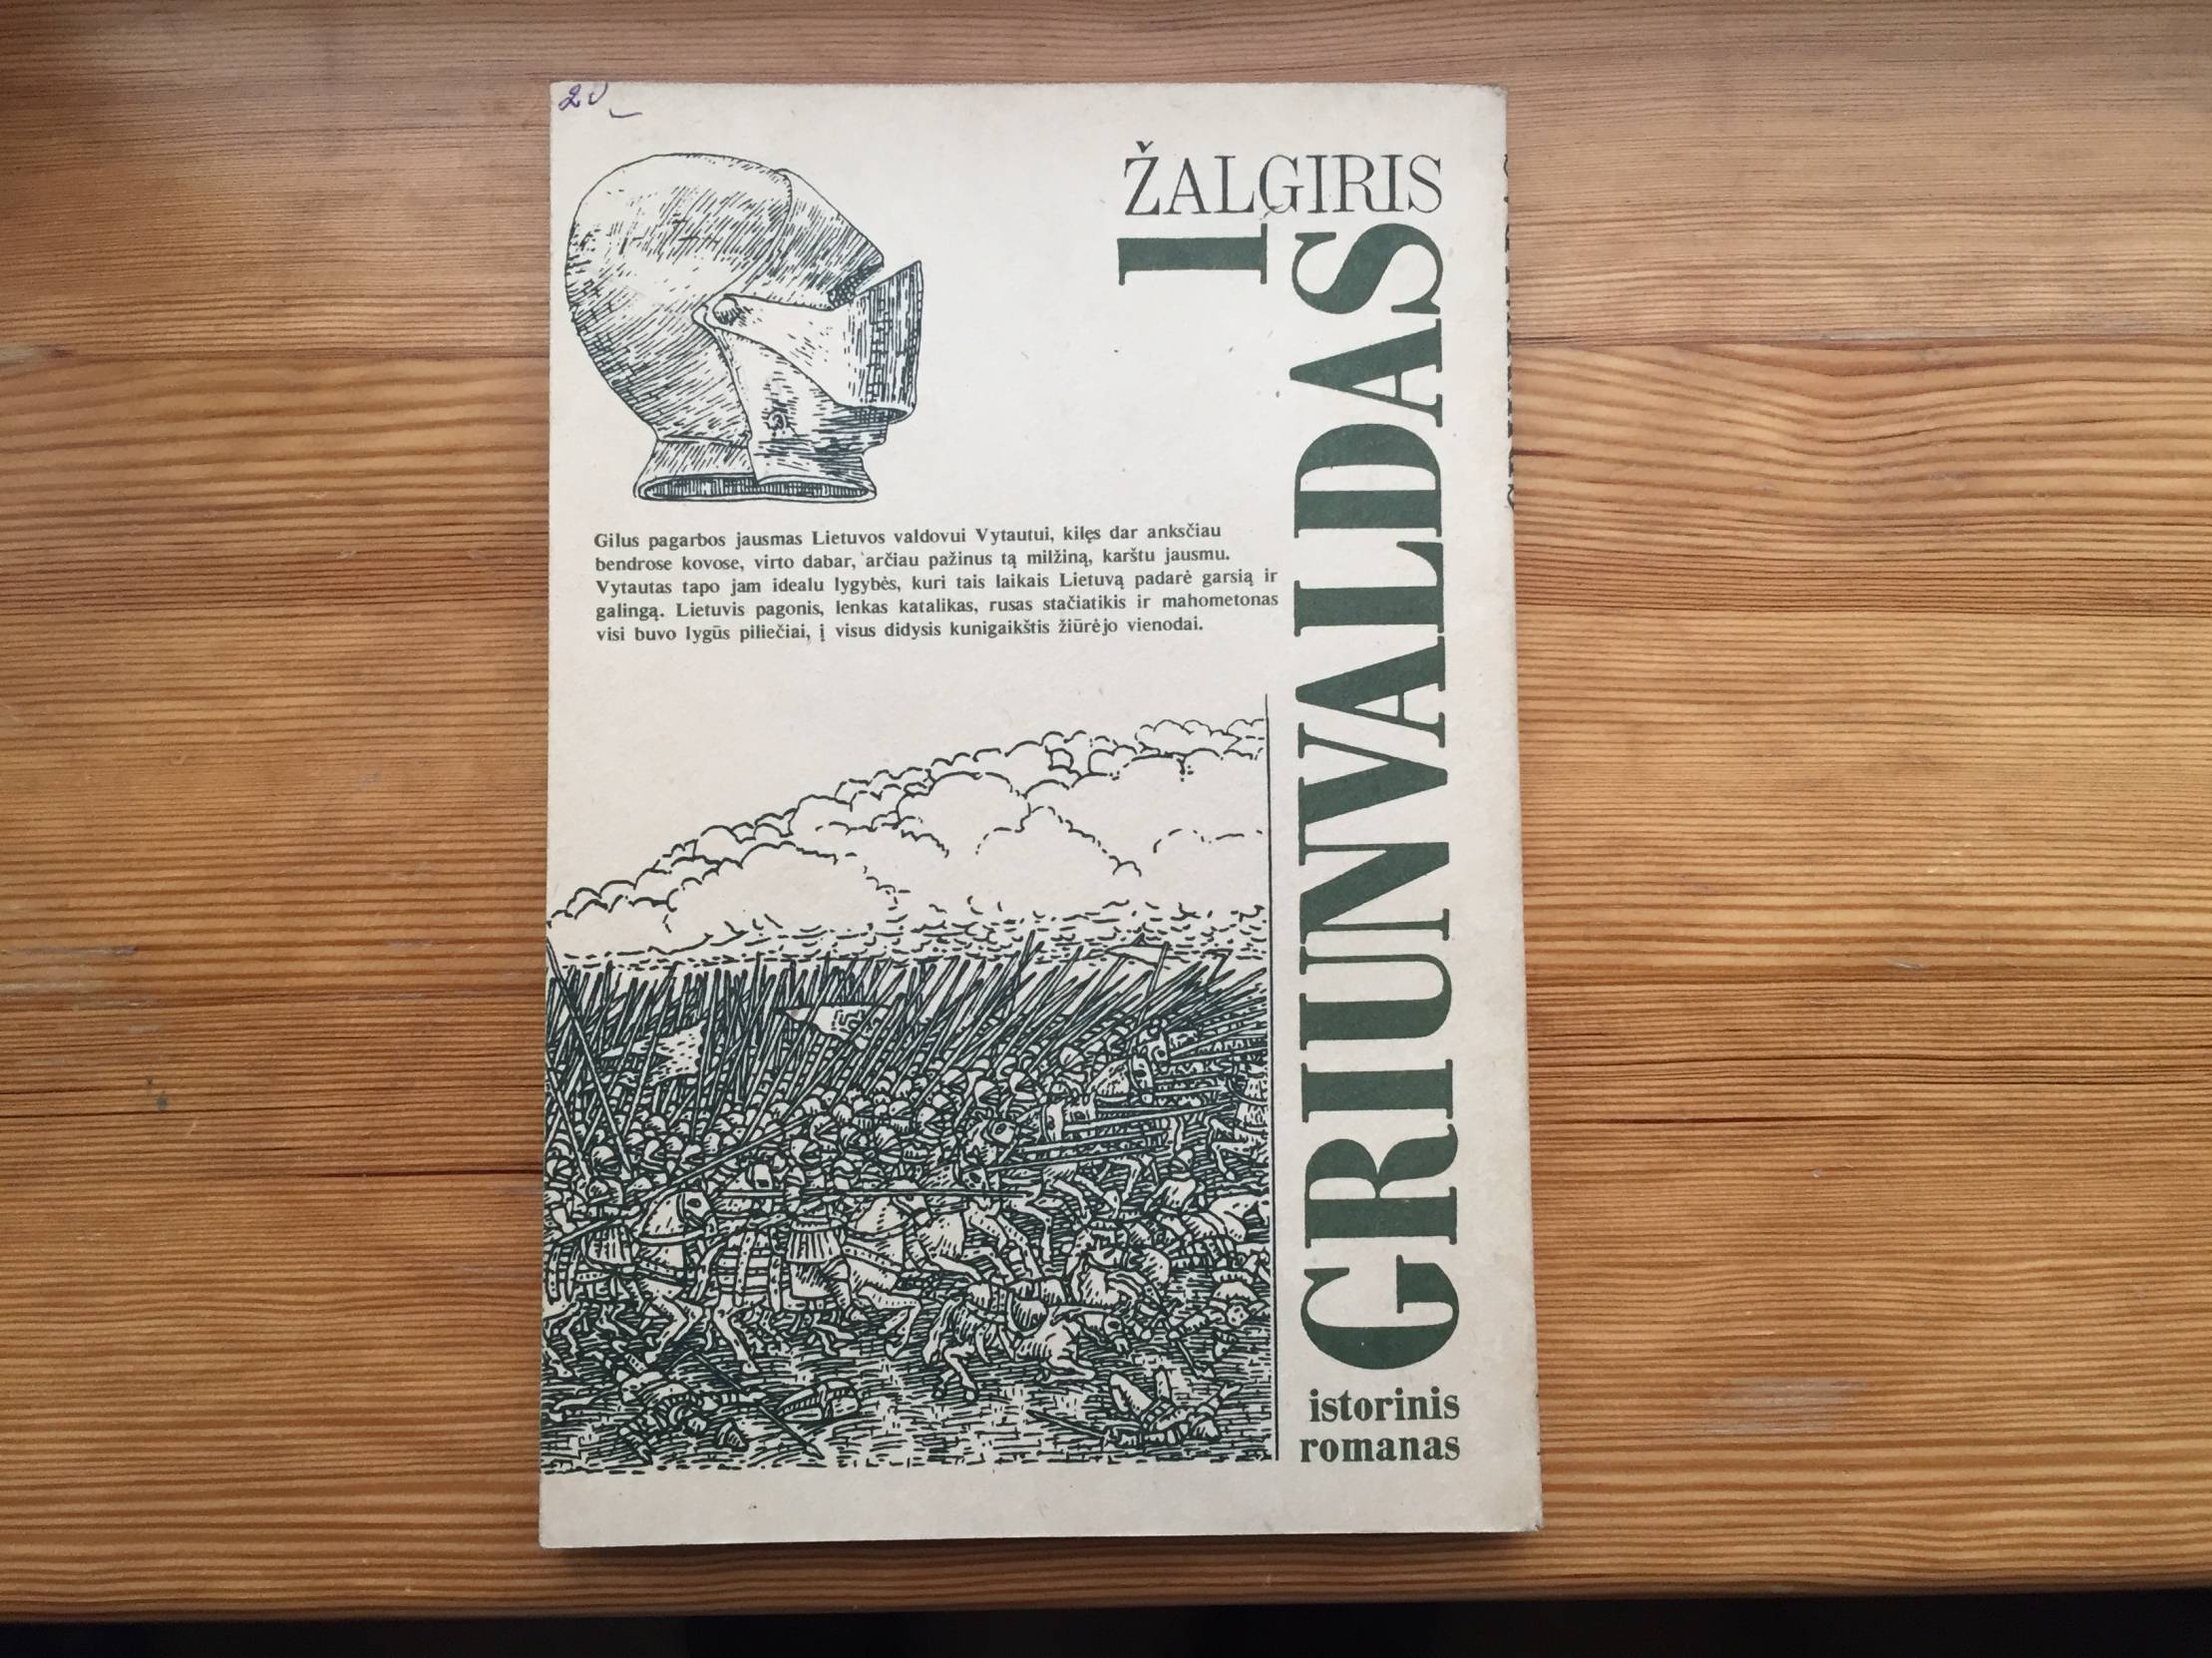 20
ŽALGIRIS
I
GRIUNVALDAS
Gilus pagarbos jausmas Lietuvos valdovui Vytautui, kilęs dar anksčiau
bendrose kovose, virto dabar, arčiau pažinus tą milžiną, karštu jausmu.
Vytautas tapo jam idealu lygybės, kuri tais laikais Lietuvą padarė garsią ir
galingą. Lietuvis pagonis, lenkas katalikas, rusas stačiatikis ir mahometonas
visi buvo lygūs piliečiai, į visus didysis kunigaikštis žiūrėjo vienodai.
istorinis
romanas